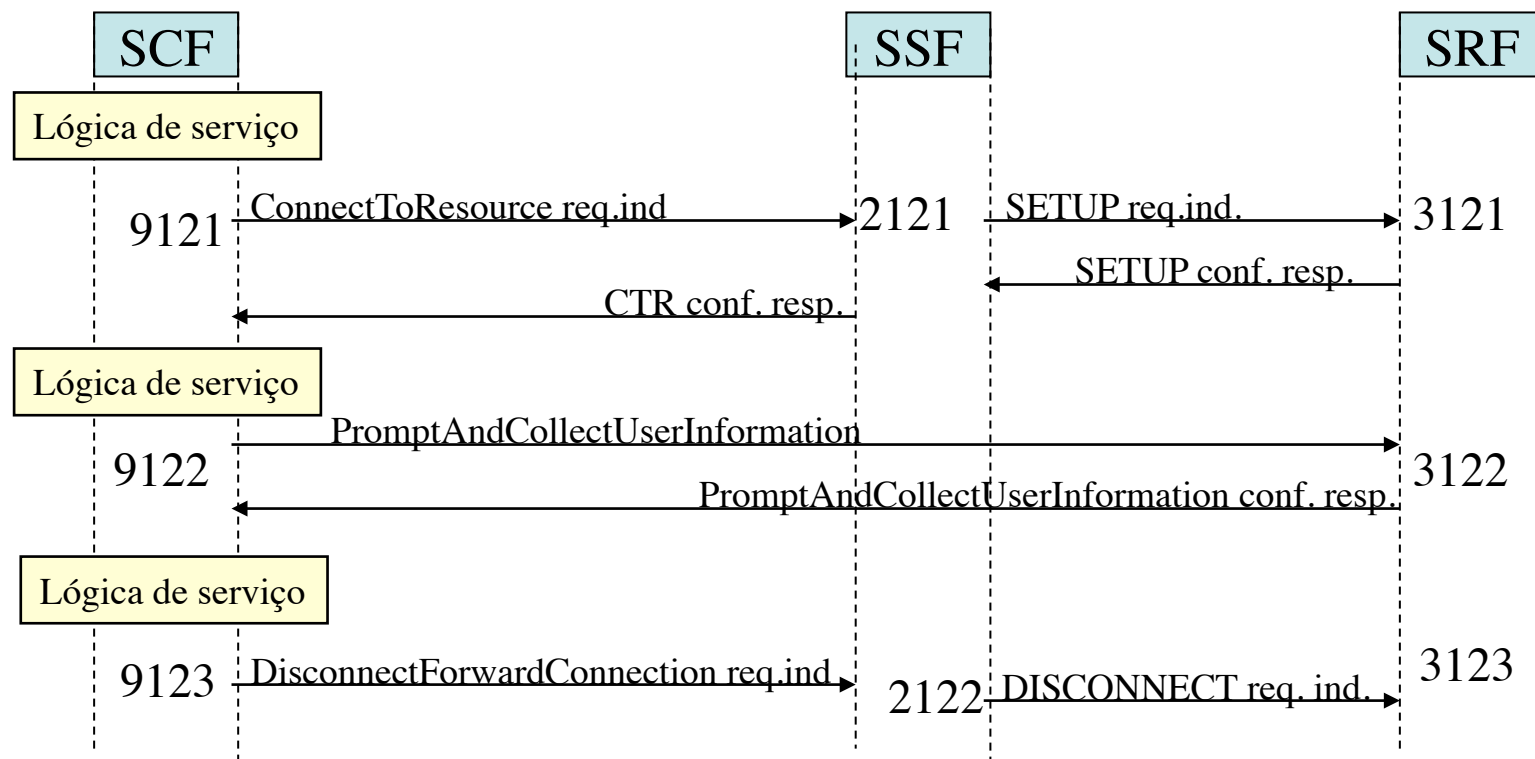 SCF
SSF
SRF
Lógica de serviço
9121
ConnectToResource req.ind
2121
SETUP req.ind.
3121
SETUP conf. resp.
CTR conf. resp.
Lógica de serviço
PromptAndCollectUserInformation
9122
3122
PromptAndCollectUserInformation conf. resp.
Lógica de serviço
9123
DisconnectForwardConnection req.ind
2122
DISCONNECT req. ind.
3123